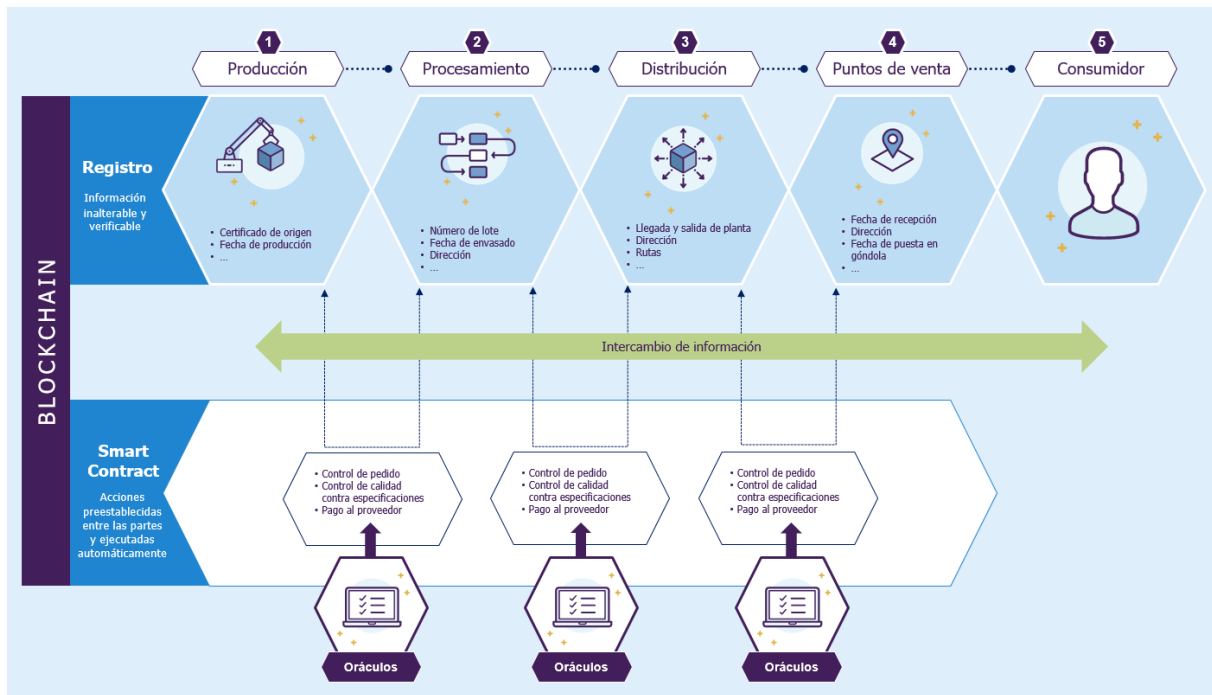 1
2
3
4
5
Producción
Procesamiento
Distribución
Puntos de venta
Consumidor
BLOCKCHAIN
Registro
Información
inalterable y
verificable
• Certificado de origen
• Fecha de producción
• ...
• Número de lote
• Fecha de envasado
• Dirección
• ...
• Llegada y salida de planta
• Dirección
• Rutas
• ...
• Fecha de recepción
• Dirección
• Fecha de puesta en
góndola
• ...
Intercambio de información
Smart
Contract
Acciones
preestablecidas
entre las partes
y ejecutadas
automáticamente
• Control de pedido
• Control de calidad
contra especificaciones
• Pago al proveedor
• Control de pedido
• Control de calidad
contra especificaciones
• Pago al proveedor
• Control de pedido
• Control de calidad
contra especificaciones
• Pago al proveedor
Oráculos
Oráculos
Oráculos